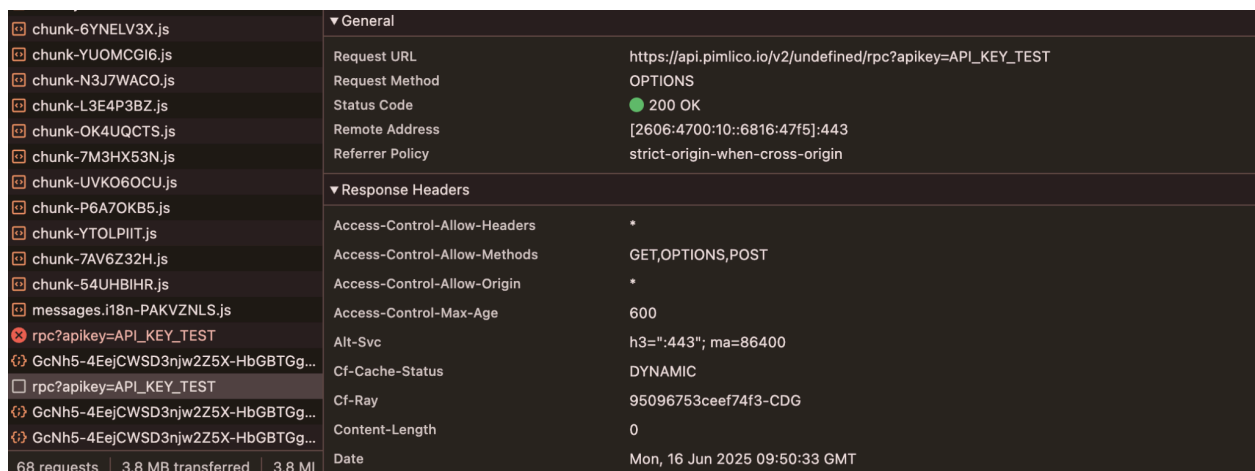 chunk-6YNELV3X.js
chunk-YUOMCGI6.js
chunk-N3J7WACO.js
chunk-L3E4P3BZ.js
chunk-OK4UQCTS.js
chunk-7M3HX53N.js
chunk-UVKO6OCU.js
chunk-P6A7OKB5.js
chunk-YTOLPIIT.js
chunk-7AV6Z32H.js
chunk-54UHBIHR.js
messages.i18n-PAKVZNLS.js
rpc?apikey=API_KEY_TEST
GcNh5-4EejCWSD3njw2Z5X-HbGBTGg...
rpc?apikey=API_KEY_TEST
GcNh5-4EejCWSD3njw2Z5X-HbGBTGg...
GcNh5-4EejCWSD3njw2Z5X-HbGBTGg...
68 requests 3.8 MB transferred 3.8 MI
General
Request URL https://api.pimlico.io/v2/undefined/rpc?apikey=API_KEY_TEST
Request Method OPTIONS
Status Code 200 OK
Remote Address [2606:4700:10::6816:47f5]:443
Referrer Policy strict-origin-when-cross-origin
Response Headers
Access-Control-Allow-Headers *
Access-Control-Allow-Methods GET,OPTIONS,POST
Access-Control-Allow-Origin *
Access-Control-Max-Age 600
Alt-Svc h3=":443"; ma=86400
Cf-Cache-Status DYNAMIC
Cf-Ray 95096753ceef74f3-CDG
Content-Length 0
Date Mon, 16 Jun 2025 09:50:33 GMT